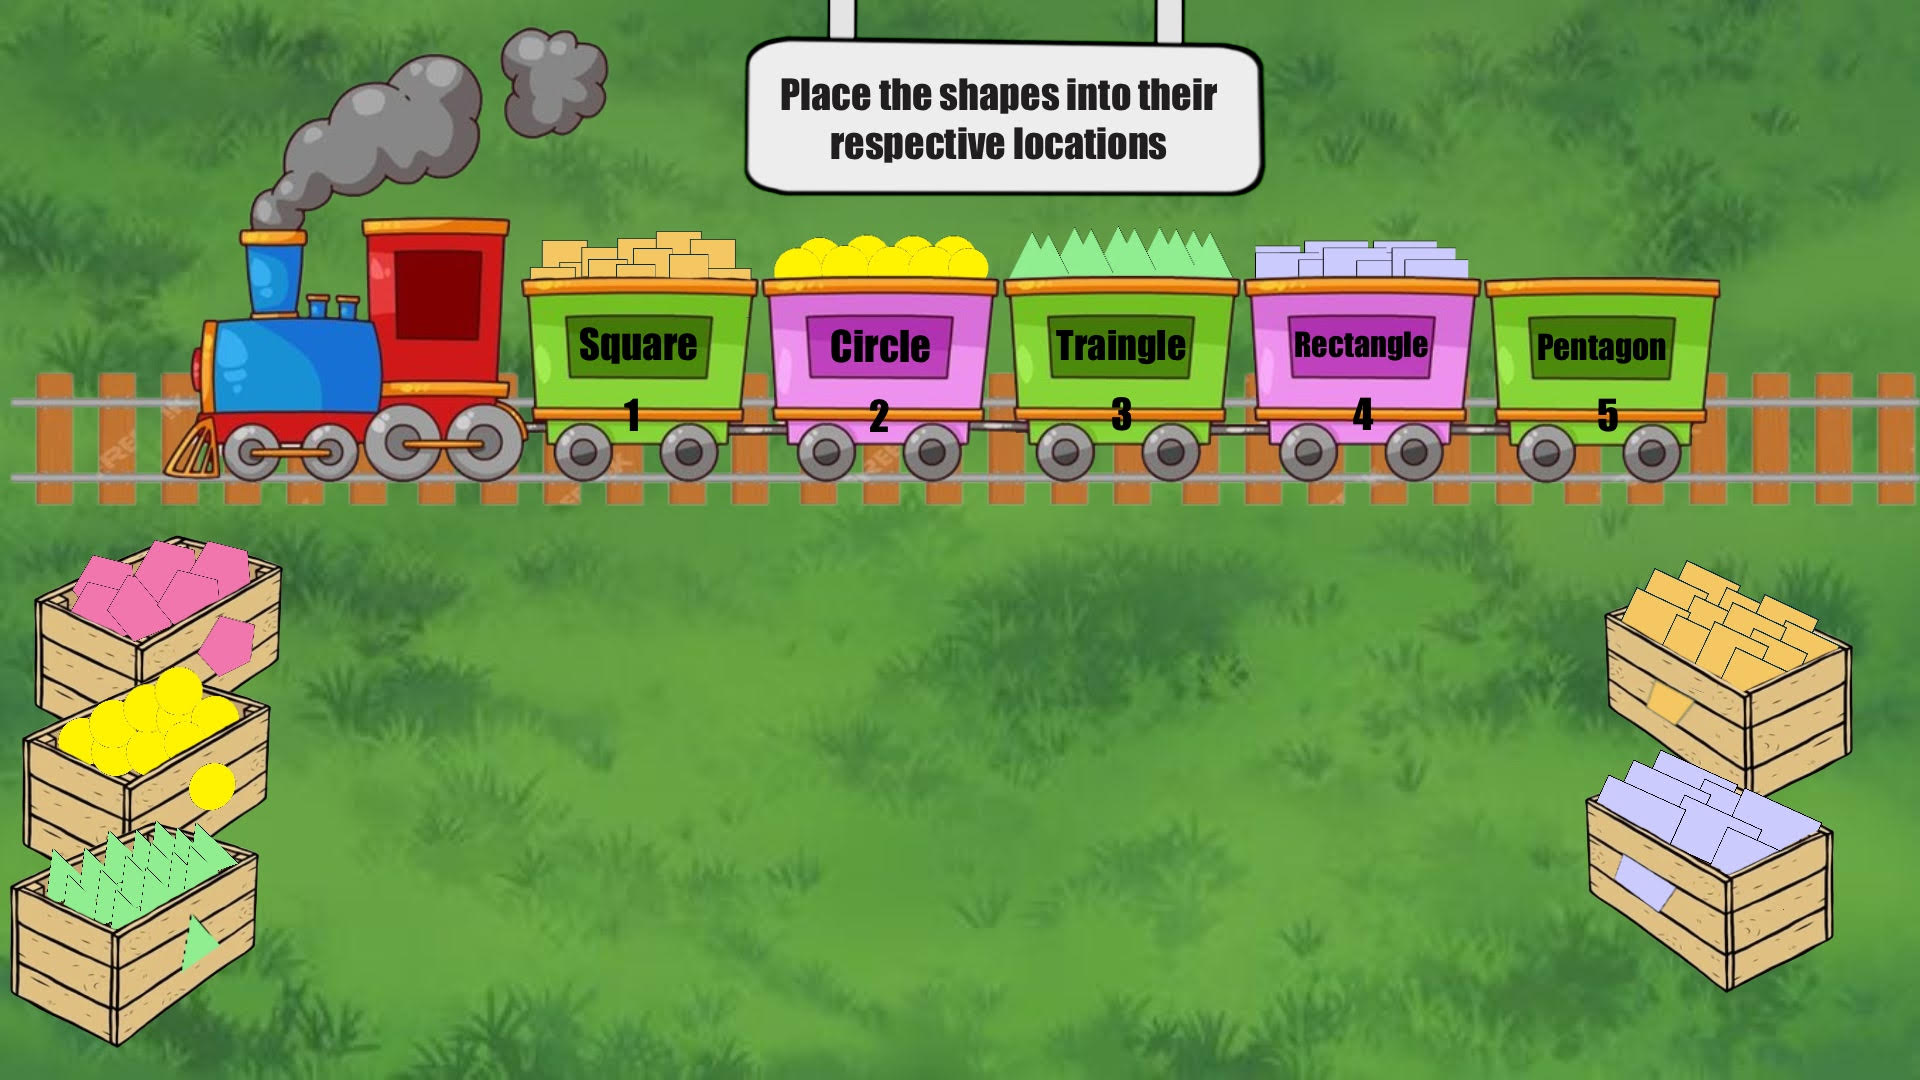 Place the shapes into their
respective locations
Square
Circle
Traingle
Rectangle
Pentagon
1
2
3
4
5